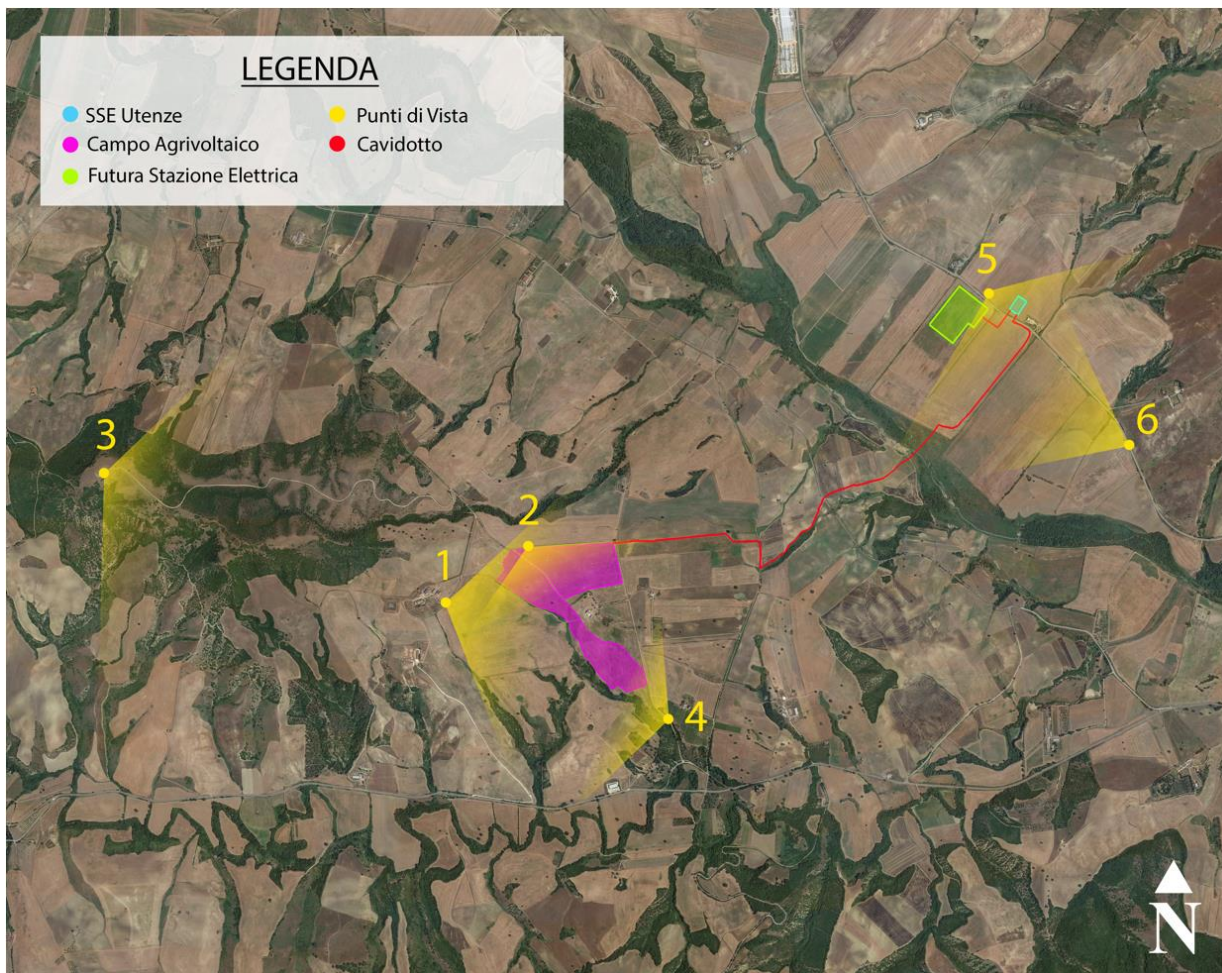 LEGENDA
SSE Utenze
Punti di Vista
Campo Agrivoltaico
Cavidotto
Futura Stazione Elettrica
5
6
3
2
1
4
N